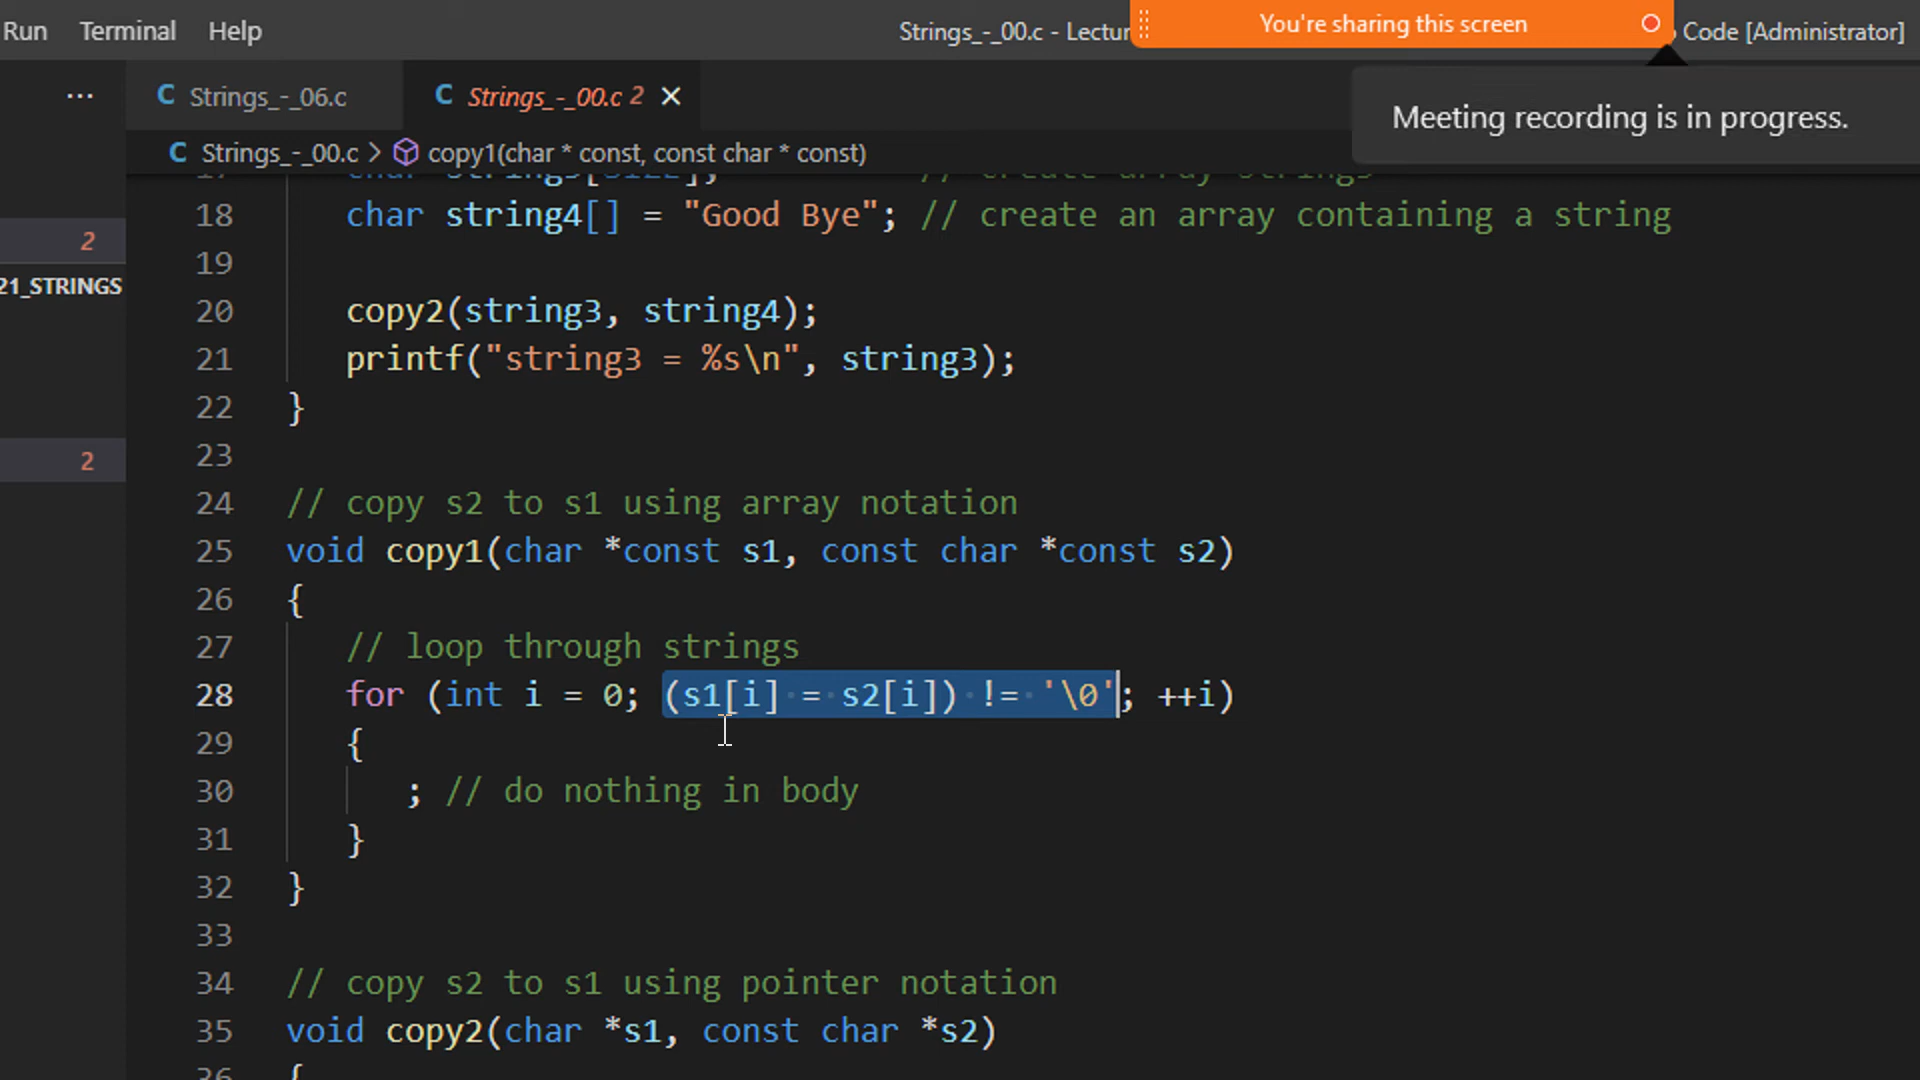 Run Terminal Help Strings_-_00.c - Lectur You're sharing this screen Code [Administrator]
... C Strings_-_06.c C Strings_-_00.c 2 ×
Meeting recording is in progress.
C Strings_-_00.c > copy1(char * const, const char * const)
18 char string4[] = "Good Bye"; // create an array containing a string
2
19
21_STRINGS
20 copy2(string3, string4);
21 printf("string3 = %s\n", string3);
22 }
23
2
24 // copy s2 to s1 using array notation
25 void copy1(char *const s1, const char *const s2)
26 {
27 // loop through strings
28 for (int i = 0; (s1[i] = s2[i]) != '\0'; ++i)
29 {
30 ; // do nothing in body
31 }
32 }
33
34 // copy s2 to s1 using pointer notation
35 void copy2(char *s1, const char *s2)
36 {